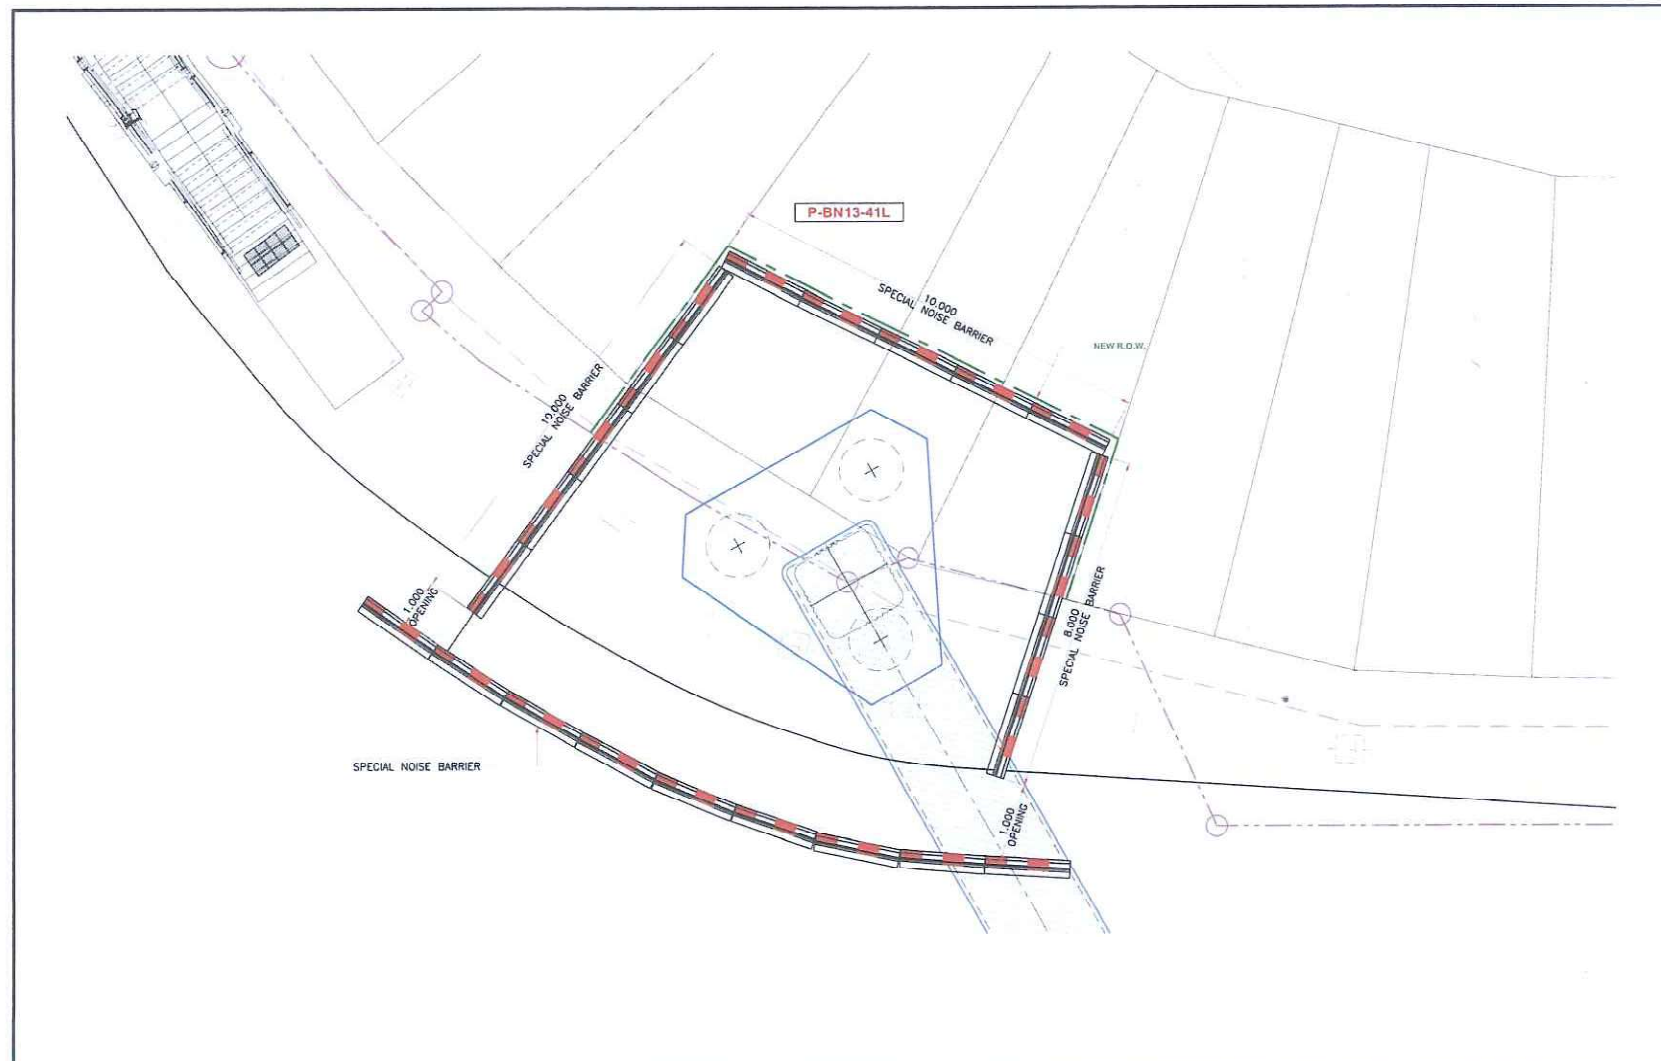 P-BN13-41L
10.000
SPECIAL NOISE BARRIER
NEW R.O.W.
10.000
SPECIAL NOISE BARRIER
1.000
OPENING
8.000
SPECIAL NOISE BARRIER
SPECIAL NOISE BARRIER
1.000
OPENING